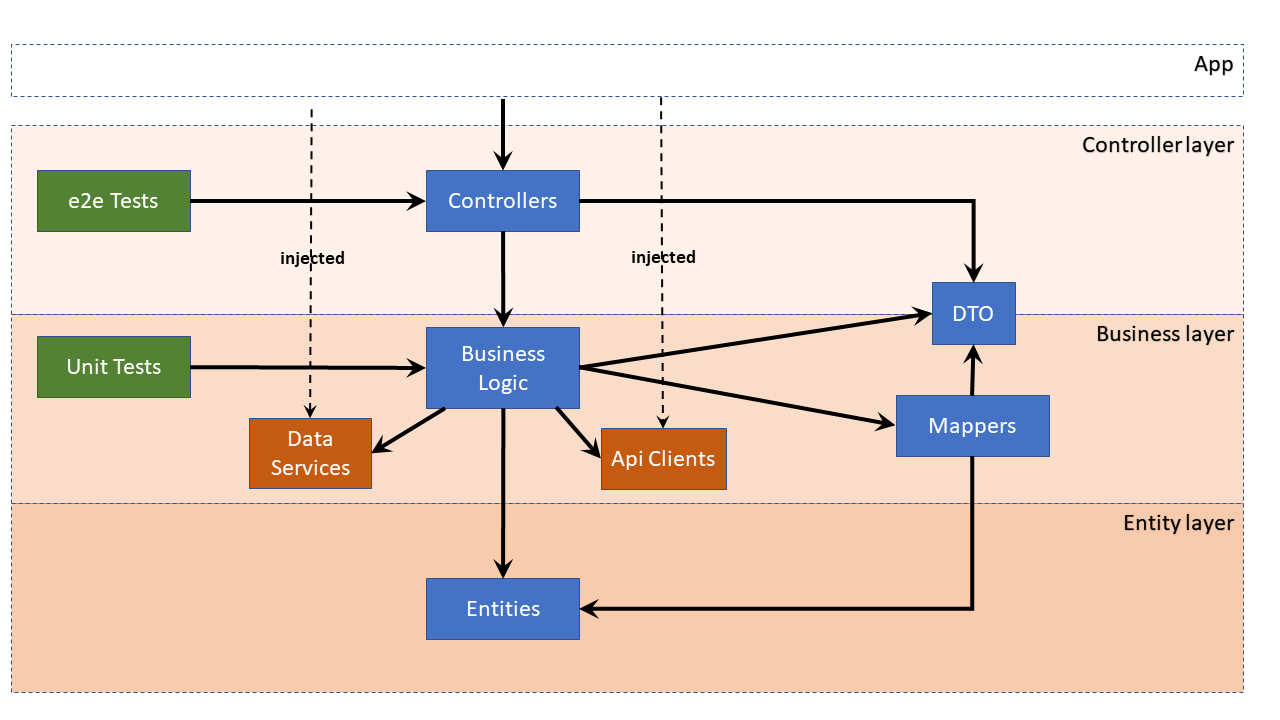 App
Controller layer
e2e Tests
Controllers
injected
injected
DTO
Business layer
Unit Tests
Business
Logic
Mappers
Data
Services
Api Clients
Entity layer
Entities